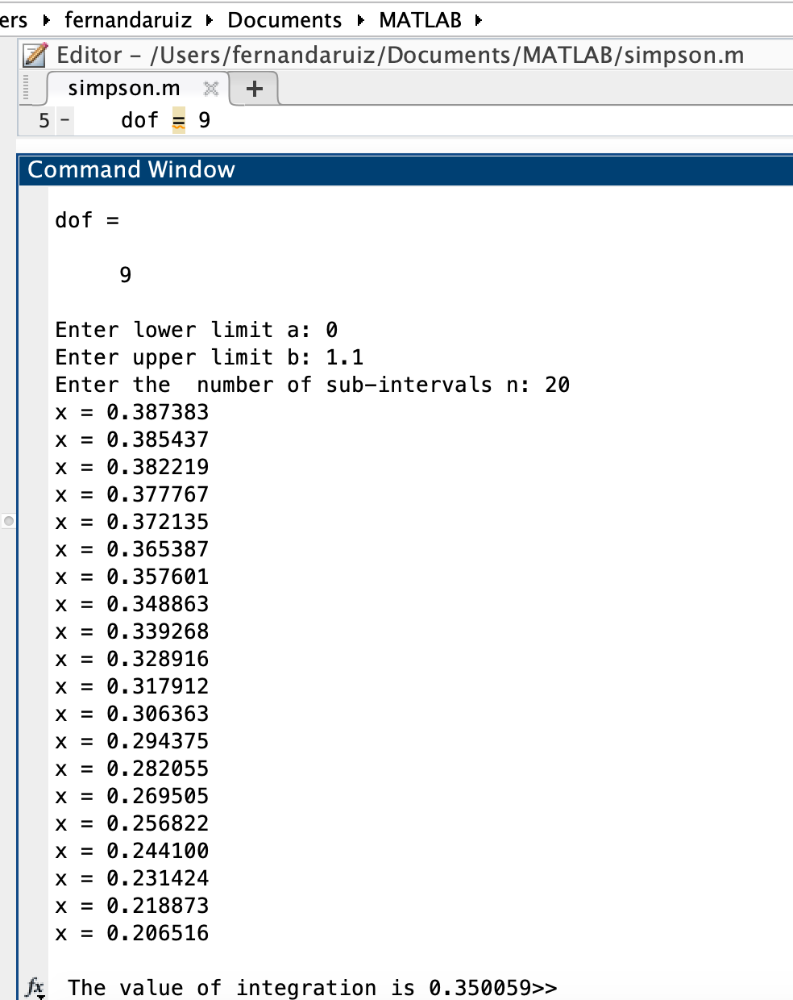 ers ▸ fernandaruiz ▸ Documents ▸ MATLAB ▸
Editor – /Users/fernandaruiz/Documents/MATLAB/simpson.m
simpson.m +
5 – dof = 9
Command Window
dof =
9
Enter lower limit a: 0
Enter upper limit b: 1.1
Enter the  number of sub-intervals n: 20
x = 0.387383
x = 0.385437
x = 0.382219
x = 0.377767
x = 0.372135
x = 0.365387
x = 0.357601
x = 0.348863
x = 0.339268
x = 0.328916
x = 0.317912
x = 0.306363
x = 0.294375
x = 0.282055
x = 0.269505
x = 0.256822
x = 0.244100
x = 0.231424
x = 0.218873
x = 0.206516
fx The value of integration is 0.350059>>